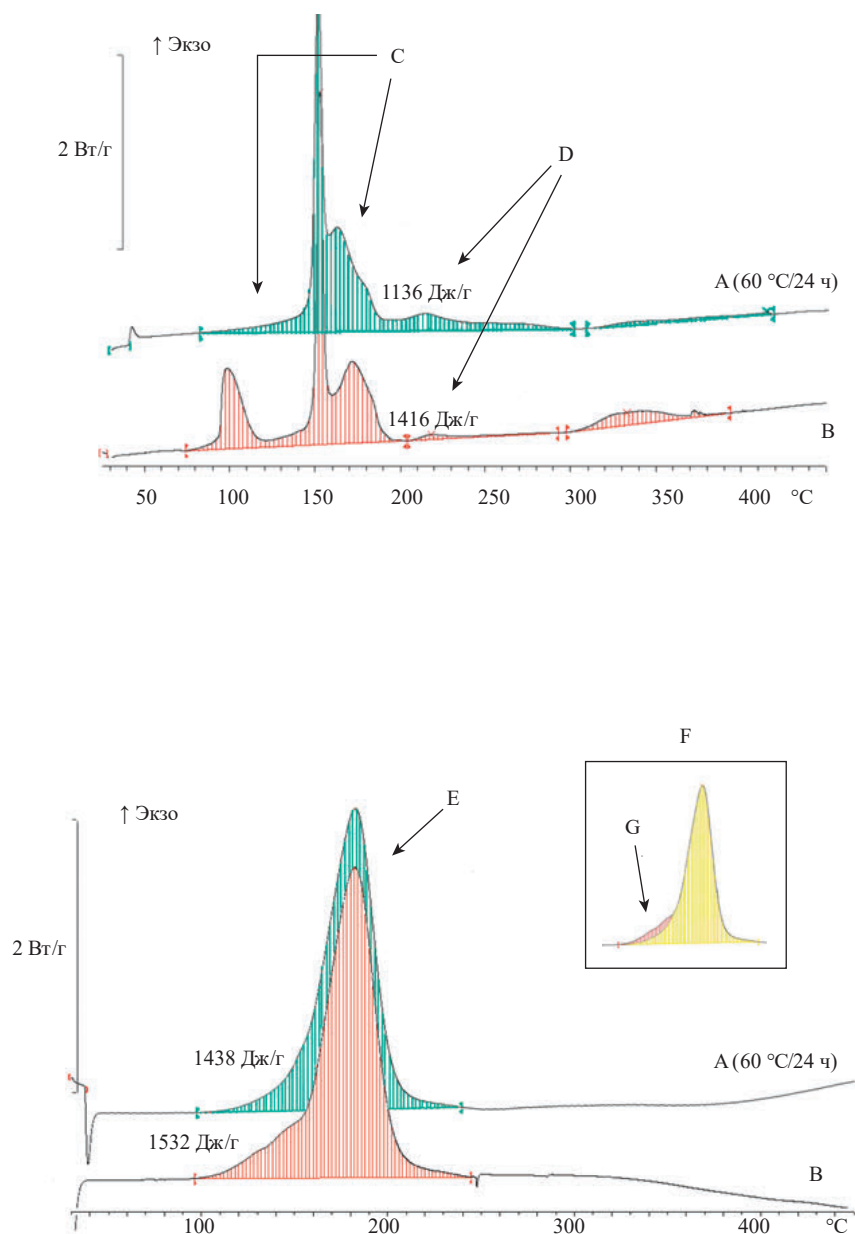 ↑ Экзо
C
2 Вт/г
D
1136 Дж/г
A (60 °C/24 ч)
1416 Дж/г
B
50 100 150 200 250 300 350 400 °C
F
↑ Экзо
E
G
2 Вт/г
1438 Дж/г
A (60 °C/24 ч)
1532 Дж/г
B
100 200 300 400 °C